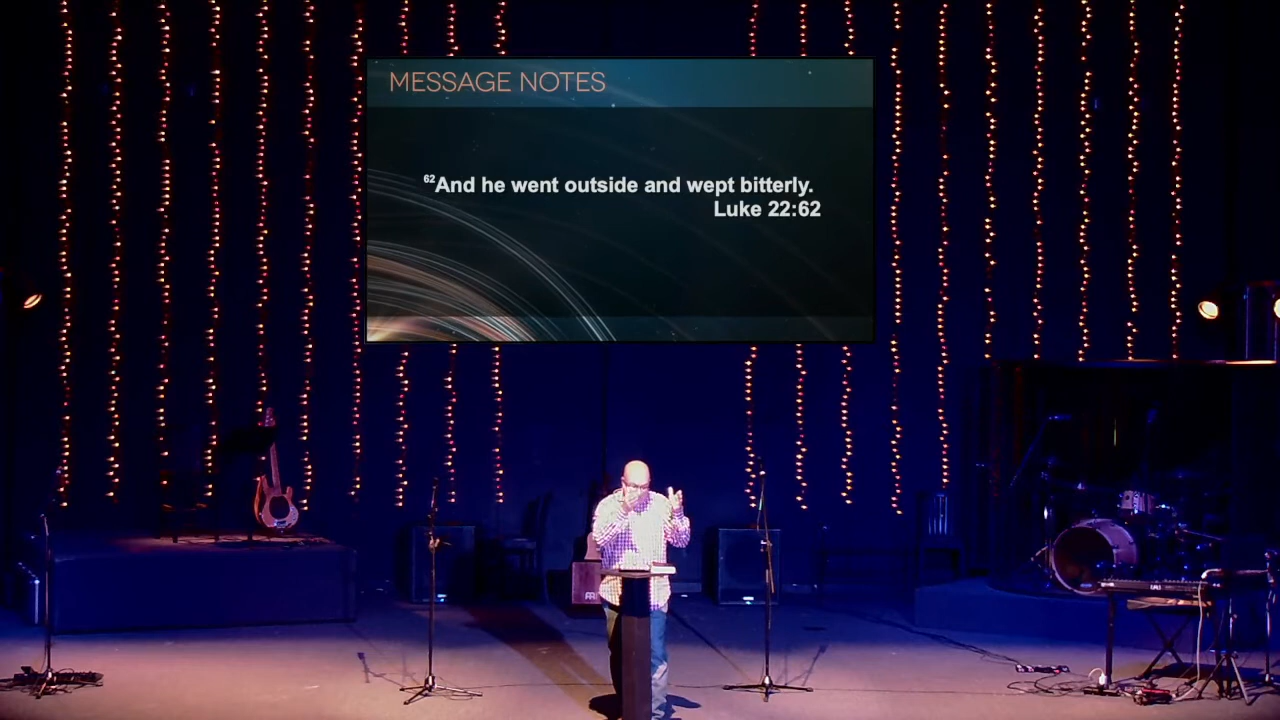 MESSAGE NOTES
62And he went outside and wept bitterly.
Luke 22:62